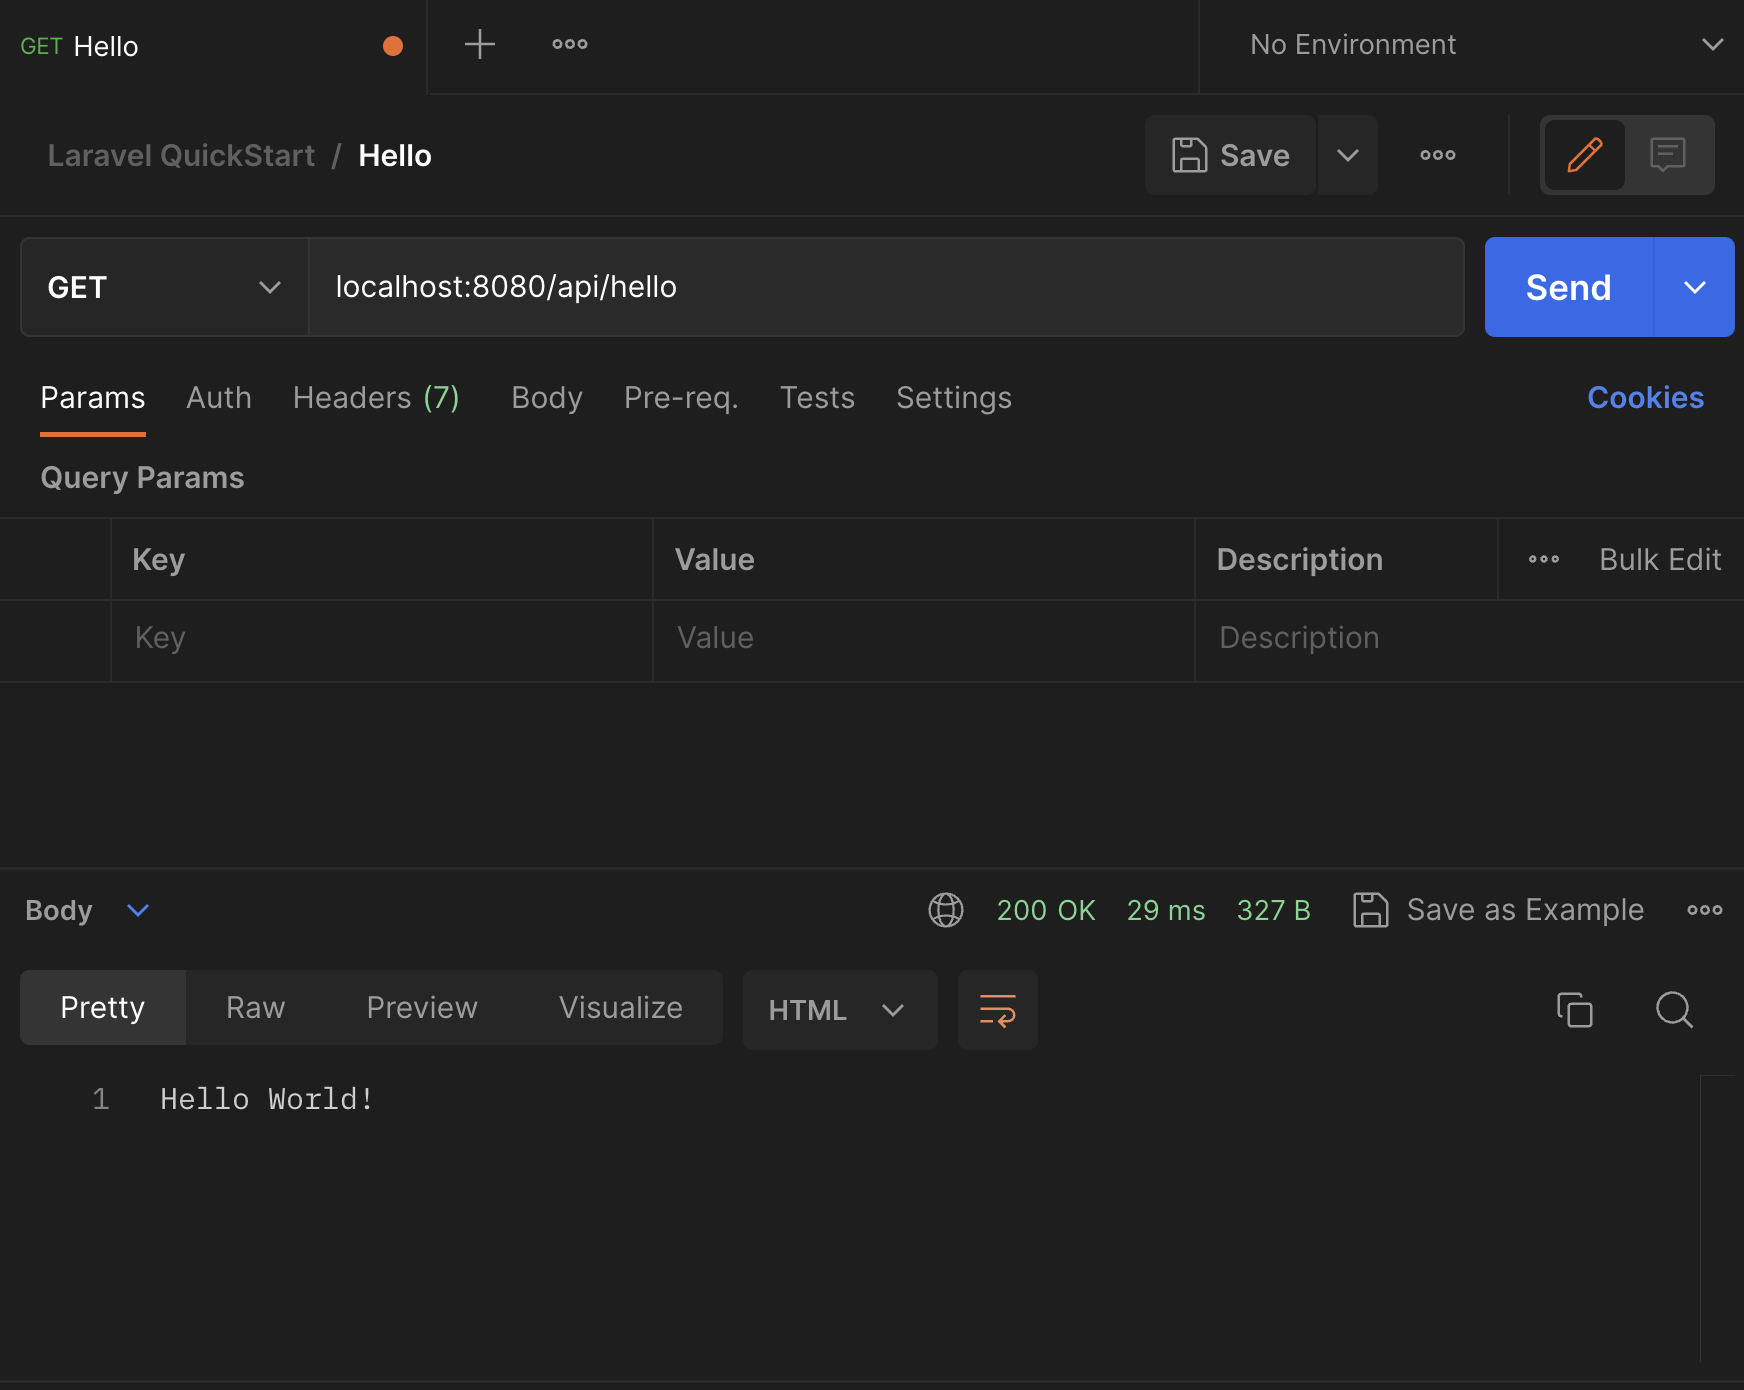 GET Hello
No Environment
Laravel QuickStart / Hello
Save
GET
localhost:8080/api/hello
Send
Params Auth Headers (7) Body Pre-req. Tests Settings Cookies
Query Params
Key Value Description Bulk Edit
Key Value Description
Body 200 OK 29 ms 327 B Save as Example
Pretty Raw Preview Visualize HTML
1 Hello World!